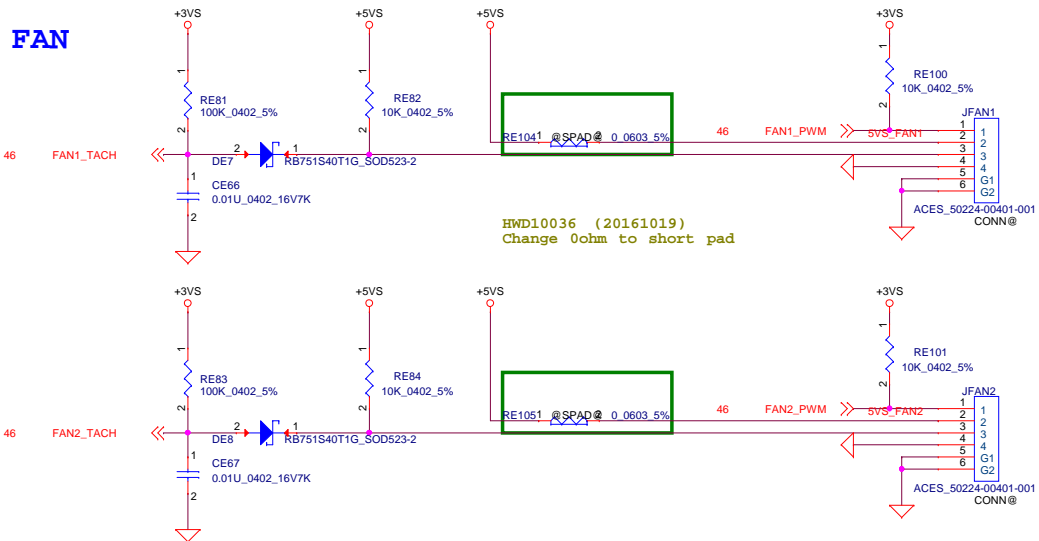 FAN
+3VS
+5VS
+5VS
+3VS
1
RE81
100K_0402_5%
2
1
RE82
10K_0402_5%
2
1
RE100
10K_0402_5%
2
RE104
1
@SPAD@
2
0_0603_5%
46 FAN1_PWM
5VS_FAN1
JFAN1
1 1
2 2
3 3
4 4
5 G1
6 G2
ACES_50224-00401-001
CONN@
46 FAN1_TACH
2
DE7
1
RB751S40T1G_SOD523-2
1
CE66
0.01U_0402_16V7K
2
HWD10036 (20161019)
Change 0ohm to short pad
+3VS
+5VS
+5VS
+3VS
1
RE83
100K_0402_5%
2
1
RE84
10K_0402_5%
2
1
RE101
10K_0402_5%
2
RE105
1
@SPAD@
2
0_0603_5%
46 FAN2_PWM
5VS_FAN2
JFAN2
1 1
2 2
3 3
4 4
5 G1
6 G2
ACES_50224-00401-001
CONN@
46 FAN2_TACH
2
DE8
1
RB751S40T1G_SOD523-2
1
CE67
0.01U_0402_16V7K
2